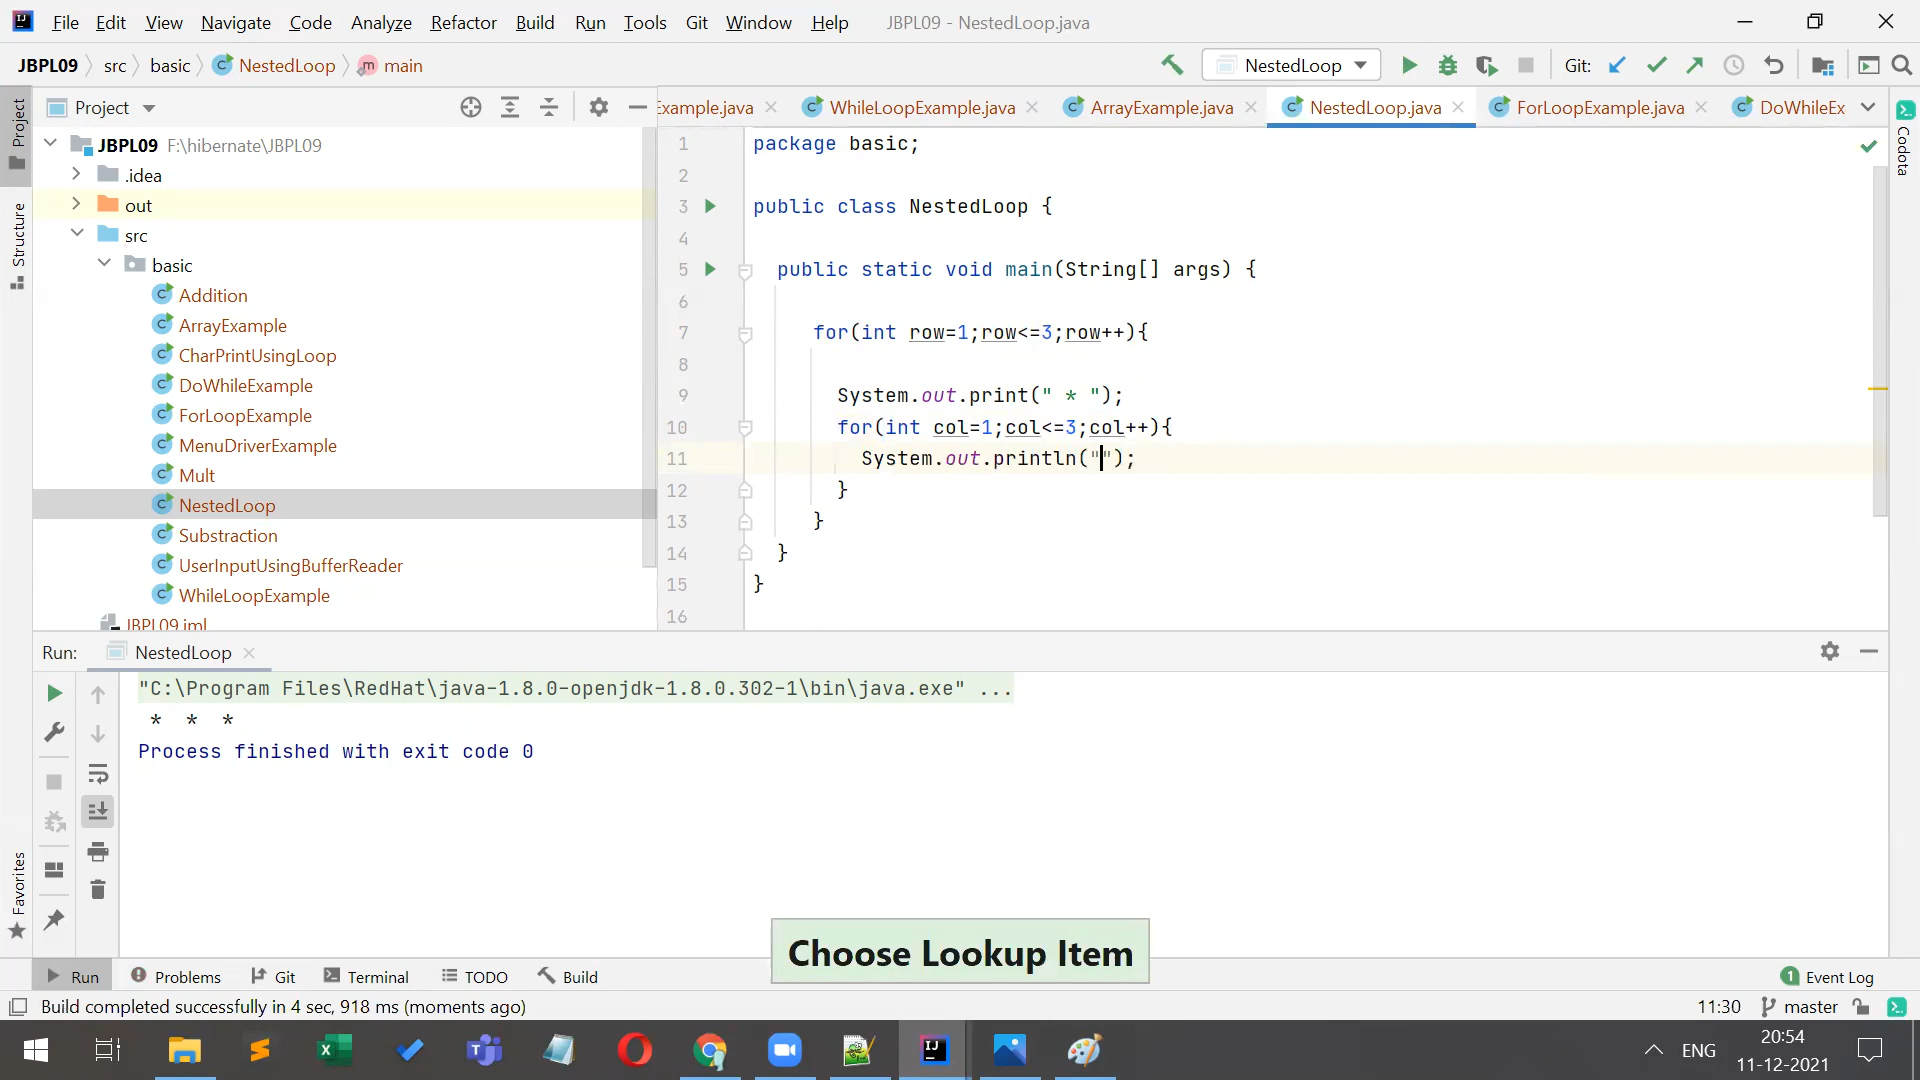 File Edit View Navigate Code Analyze Refactor Build Run Tools Git Window Help JBPL09 - NestedLoop.java
JBPL09 src basic NestedLoop main NestedLoop Git:
Project
Example.java WhileLoopExample.java ArrayExample.java NestedLoop.java ForLoopExample.java DoWhileEx
Project
Structure
Favorites
Codota
JBPL09 F:\hibernate\JBPL09
.idea
out
src
basic
Addition
ArrayExample
CharPrintUsingLoop
DoWhileExample
ForLoopExample
MenuDriverExample
Mult
NestedLoop
Substraction
UserInputUsingBufferReader
WhileLoopExample
JBPL09.iml
1 package basic;
2
3 public class NestedLoop {
4
5 public static void main(String[] args) {
6
7 for(int row=1;row<=3;row++){
8
9 System.out.print(" * ");
10 for(int col=1;col<=3;col++){
11 System.out.println("");
12 }
13 }
14 }
15 }
16
Run: NestedLoop
"C:\Program Files\RedHat\java-1.8.0-openjdk-1.8.0.302-1\bin\java.exe" ...
* * *
Process finished with exit code 0
Choose Lookup Item
Run Problems Git Terminal TODO Build 1 Event Log
Build completed successfully in 4 sec, 918 ms (moments ago) 11:30 master
ENG
20:54
11-12-2021